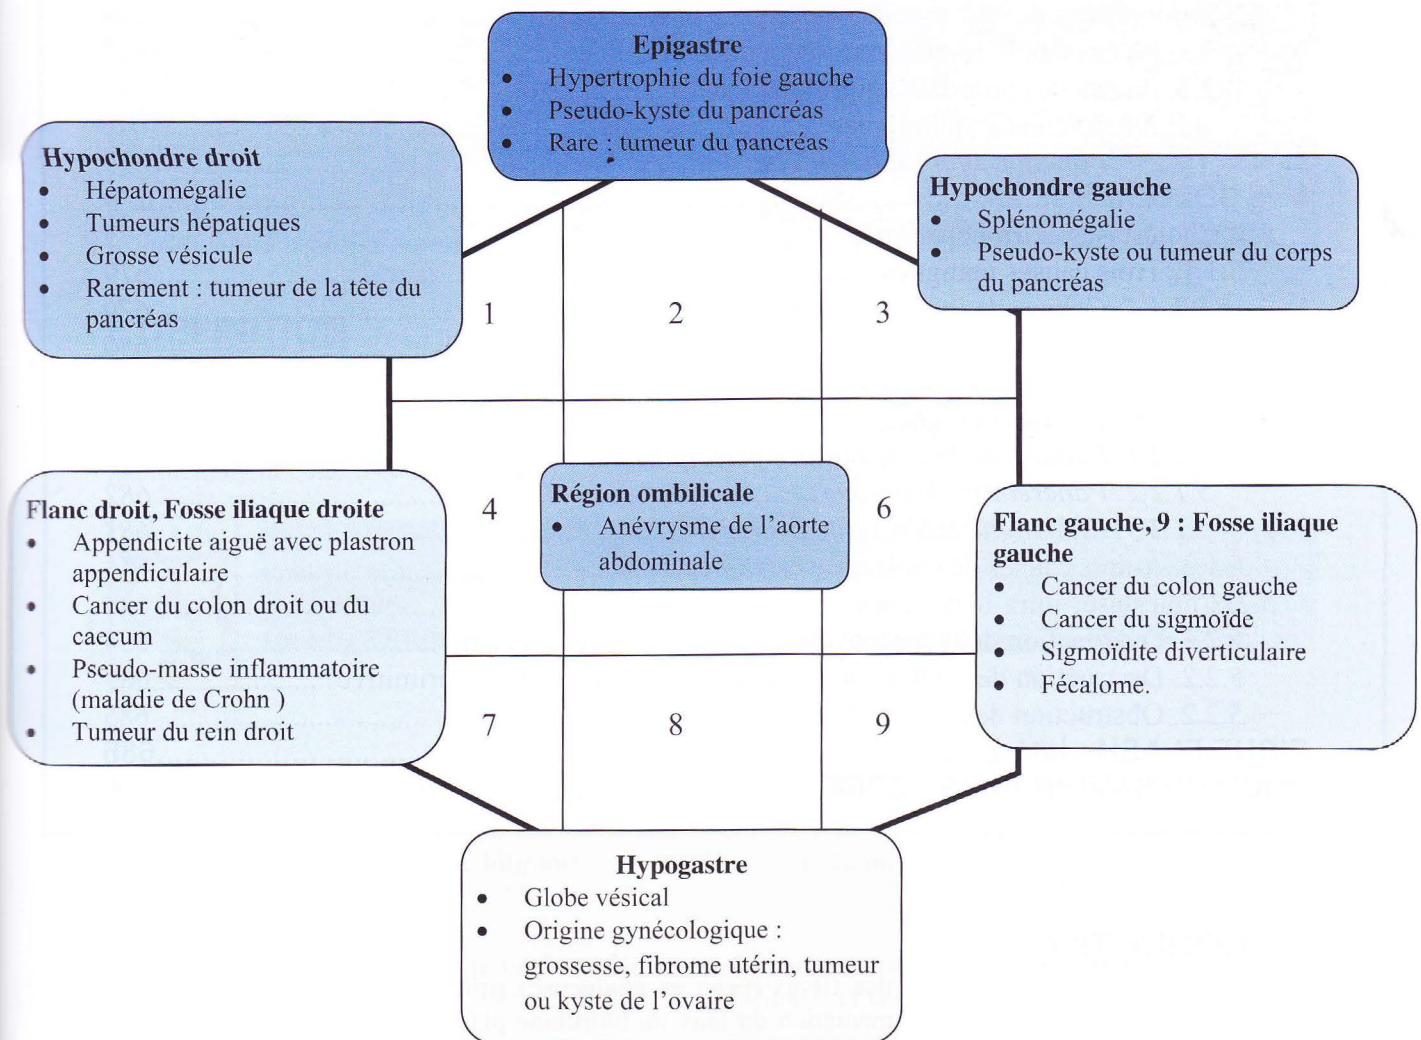 Epigastre
• Hypertrophie du foie gauche
• Pseudo-kyste du pancréas
• Rare : tumeur du pancréas
Hypochondre droit
• Hépatomégalie
• Tumeurs hépatiques
• Grosse vésicule
• Rarement : tumeur de la tête du
pancréas
Hypochondre gauche
• Splénomégalie
• Pseudo-kyste ou tumeur du corps
du pancréas
1
2
3
Flanc droit, Fosse iliaque droite
• Appendicite aiguë avec plastron
appendiculaire
• Cancer du colon droit ou du
caecum
• Pseudo-masse inflammatoire
(maladie de Crohn )
• Tumeur du rein droit
4
Région ombilicale
• Anévrysme de l’aorte
abdominale
6
Flanc gauche, 9 : Fosse iliaque
gauche
• Cancer du colon gauche
• Cancer du sigmoïde
• Sigmoïdite diverticulaire
• Fécalome.
7
8
9
Hypogastre
• Globe vésical
• Origine gynécologique :
grossesse, fibrome utérin, tumeur
ou kyste de l’ovaire